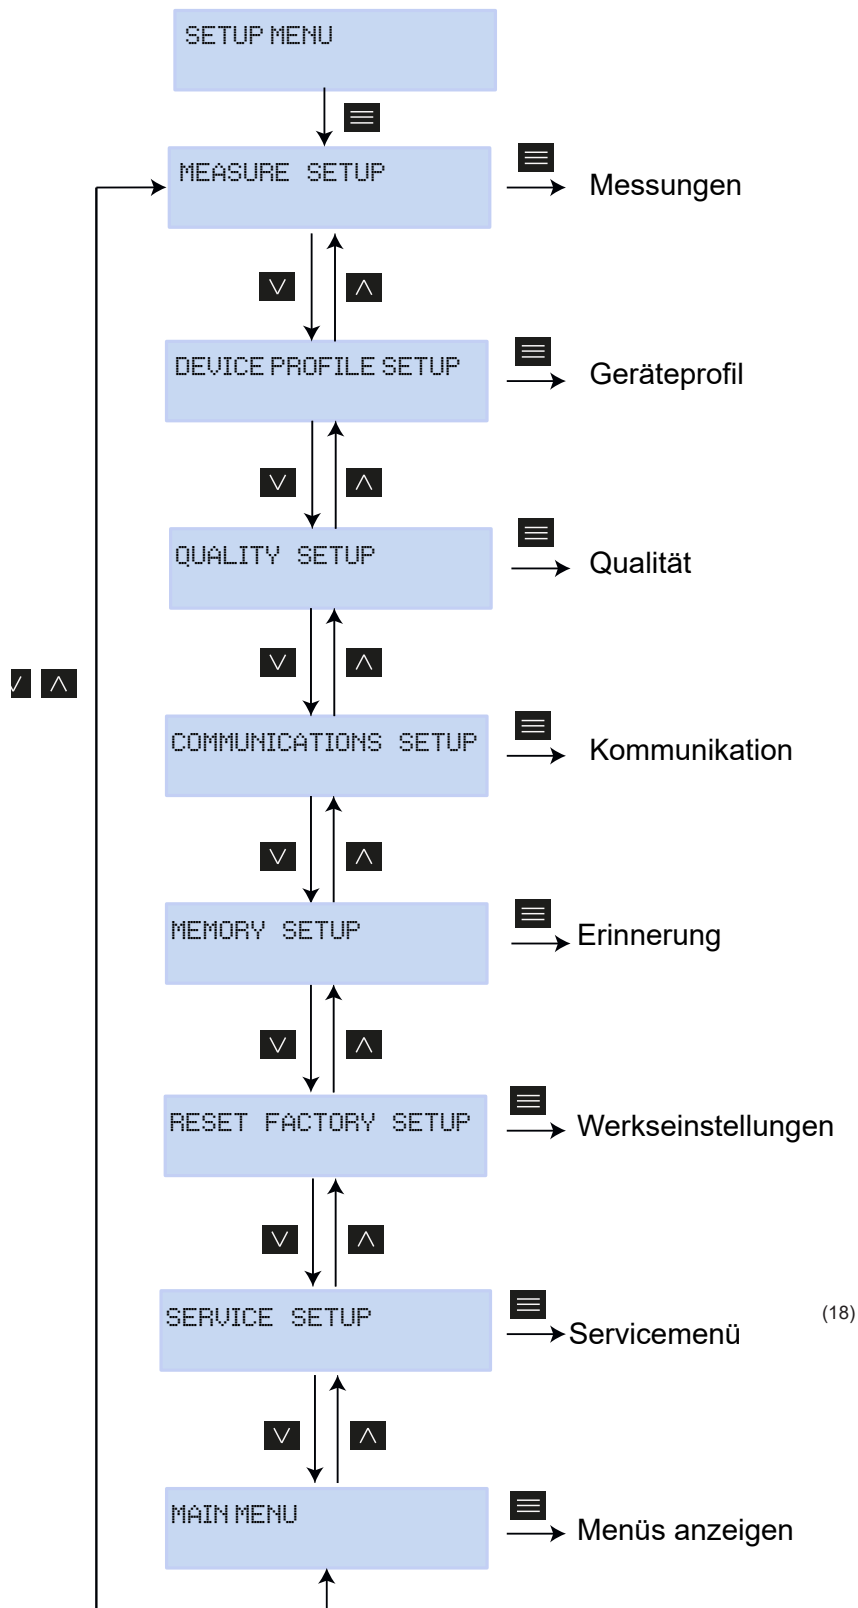 SETUP MENU
MEASURE SETUP
Messungen
DEVICE PROFILE SETUP
Geräteprofil
QUALITY SETUP
Qualität
COMMUNICATIONS SETUP
Kommunikation
MEMORY SETUP
Erinnerung
RESET FACTORY SETUP
Werkseinstellungen
SERVICE SETUP
Servicemenü
(18)
MAIN MENU
Menüs anzeigen